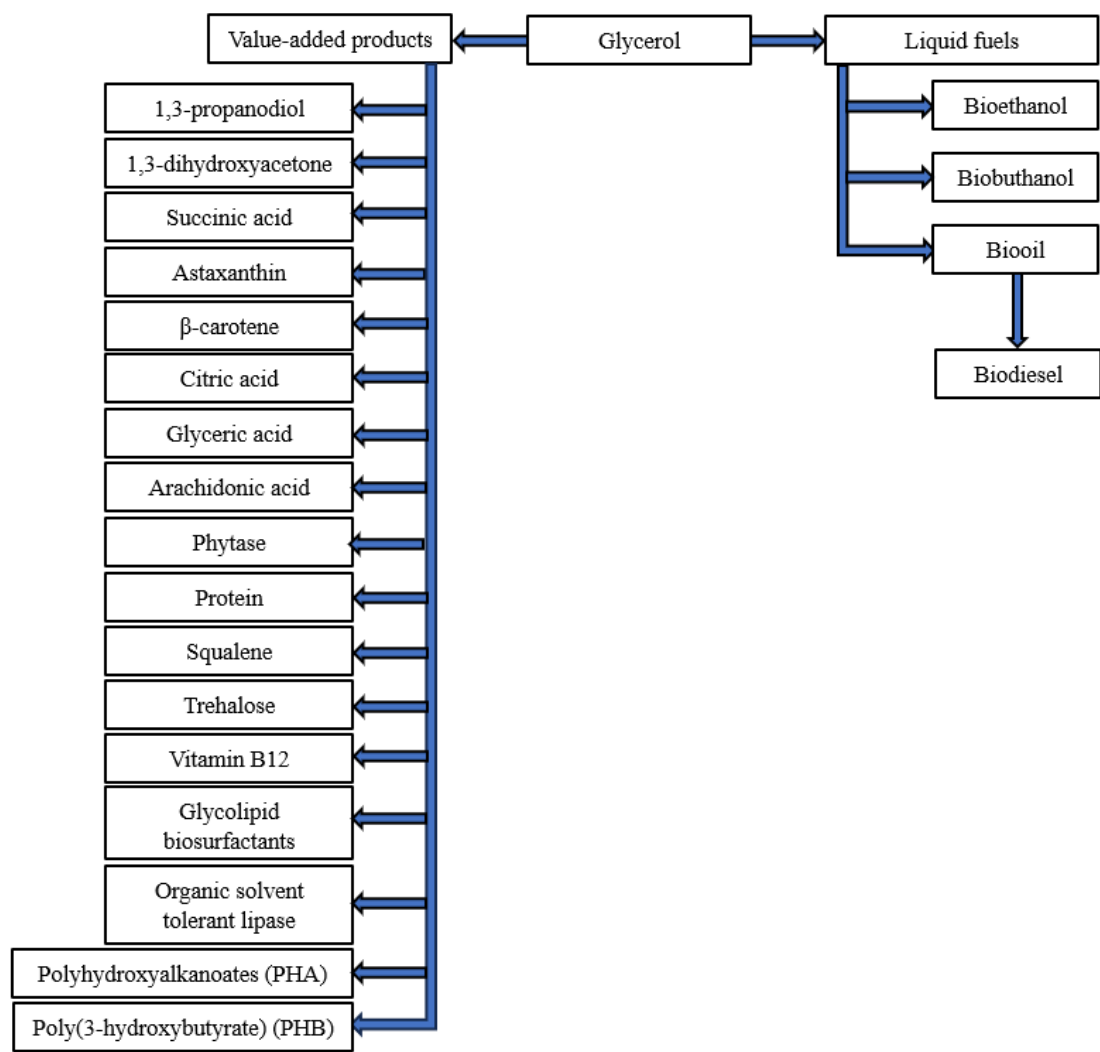 Value-added products
Glycerol
Liquid fuels
1,3-propanodiol
1,3-dihydroxyacetone
Succinic acid
Astaxanthin
β-carotene
Citric acid
Glyceric acid
Arachidonic acid
Phytase
Protein
Squalene
Trehalose
Vitamin B12
Glycolipid
biosurfactants
Organic solvent
tolerant lipase
Polyhydroxyalkanoates (PHA)
Poly(3-hydroxybutyrate) (PHB)
Bioethanol
Biobuthanol
Biooil
Biodiesel